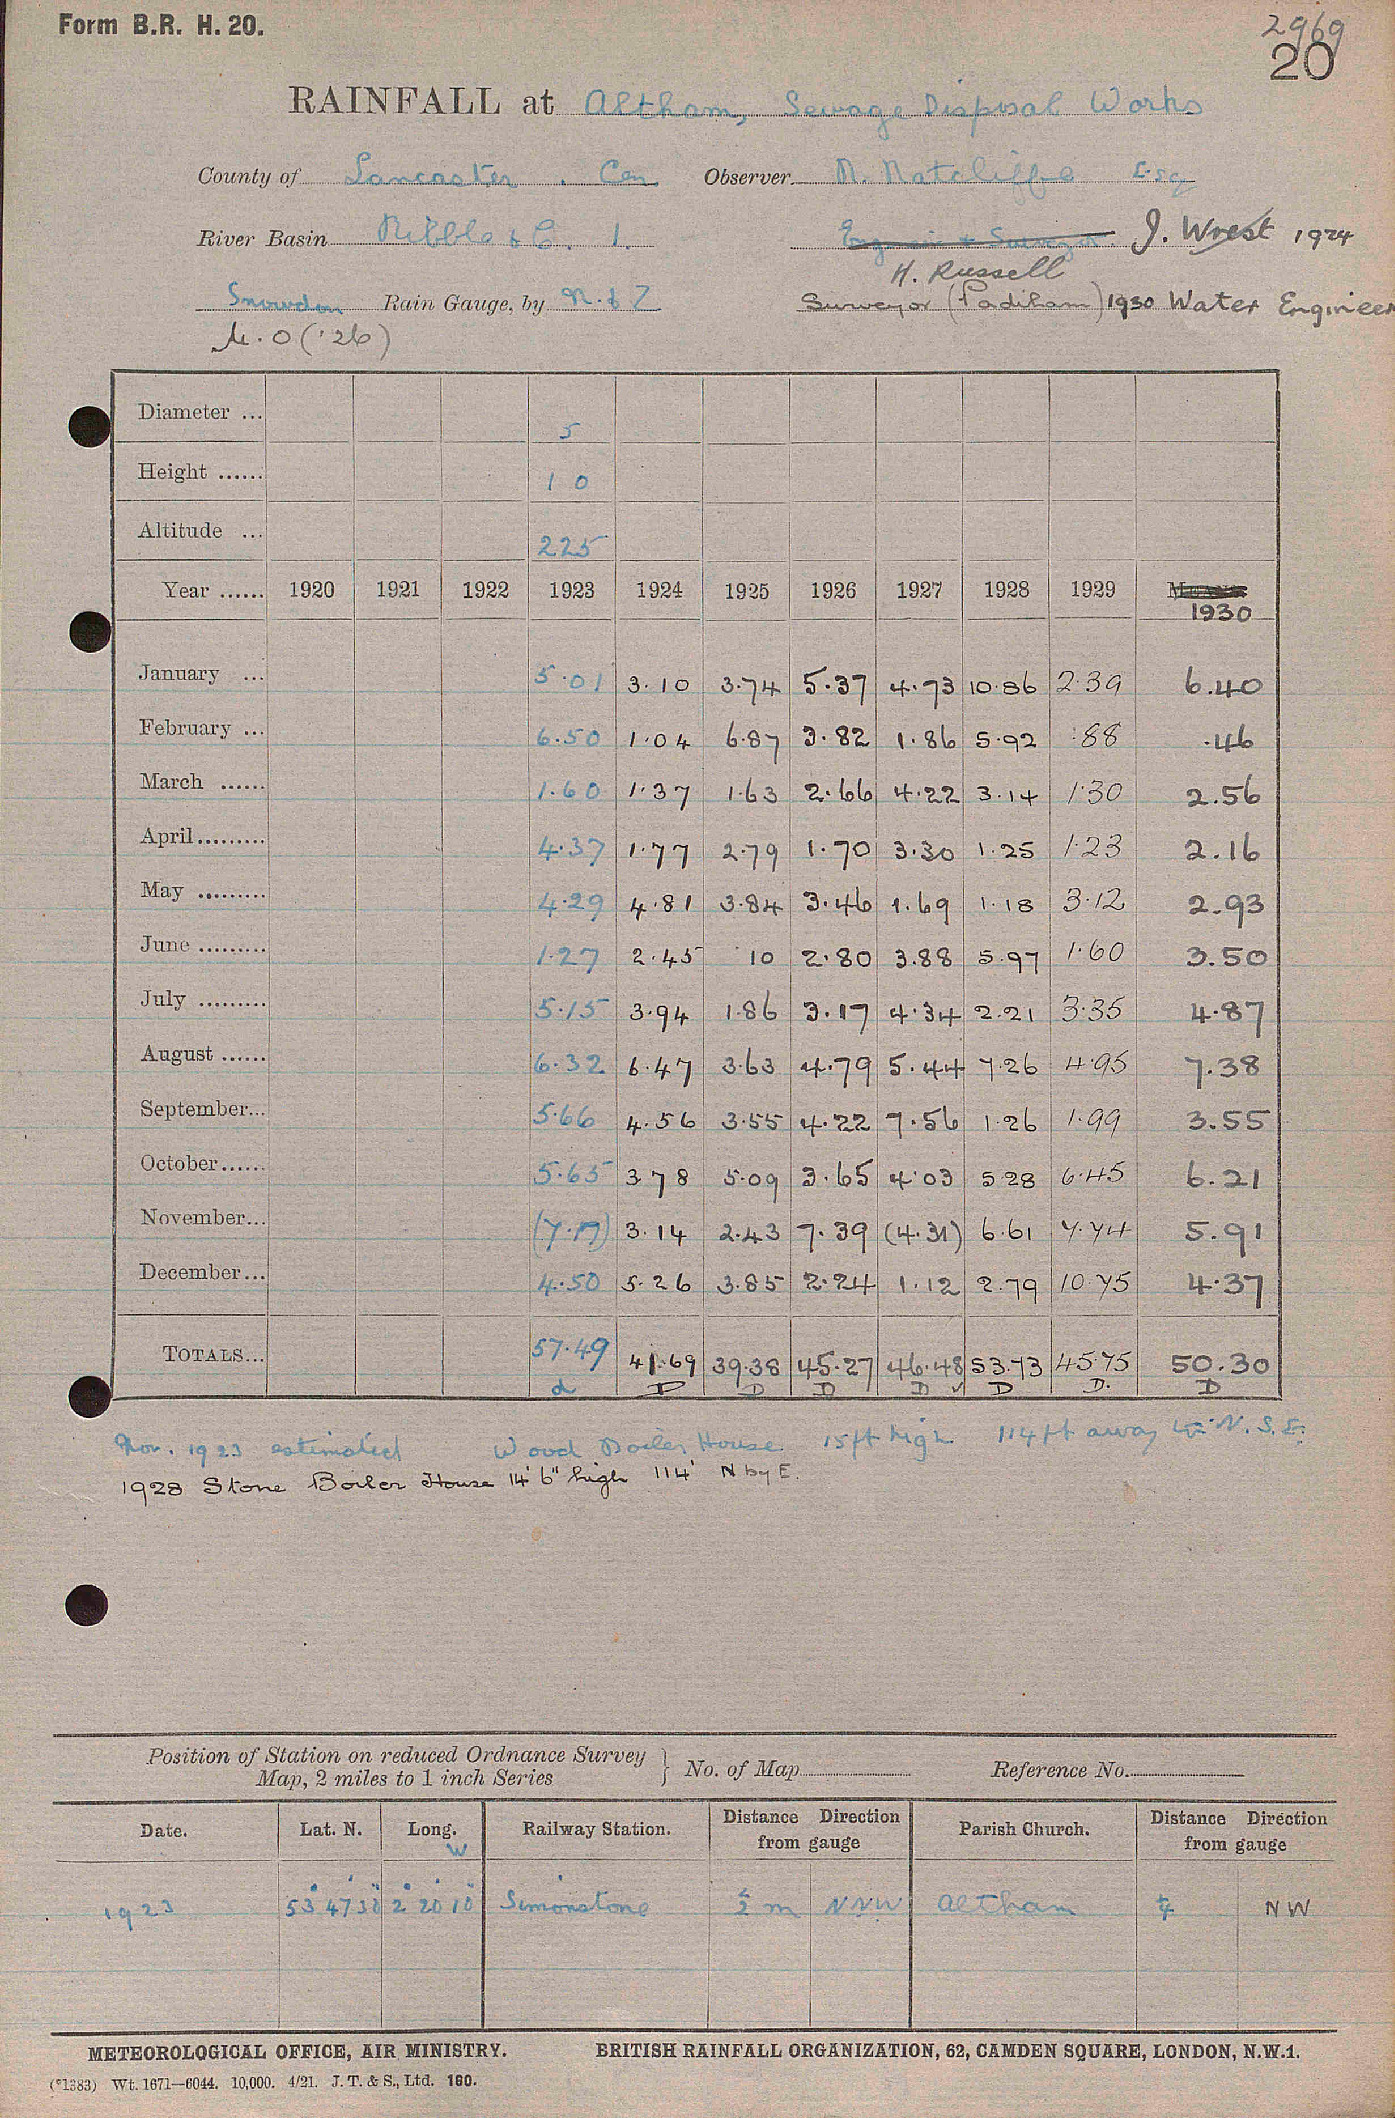 Form B.R. H. 20.
2969
20
RAINFALL at Altham, Sewage Disposal Works
County of Lancaster . Cen Observer R. Ratcliffe Esq
River Basin Ribble & C. 1. Engineer & Surveyor J. Wrest 1924
H. Russell
Snowdon Rain Gauge, by N. & Z Surveyor (Padiham) 1930 Water Engineer
M.O ('26)
Diameter ... 5
Height ...... 1 0
Altitude ... 225
Year ...... 1920 1921 1922 1923 1924 1925 1926 1927 1928 1929 Means
1930
January ... 5.01 3.10 3.74 5.37 4.73 10.86 2.39 6.40
February ... 6.50 1.04 6.87 3.82 1.86 5.92 .88 .46
March ...... 1.60 1.37 1.63 2.66 4.22 3.14 1.30 2.56
April......... 4.37 1.77 2.79 1.70 3.30 1.25 1.23 2.16
May ......... 4.29 4.81 3.84 3.46 1.69 1.18 3.12 2.93
June ......... 1.27 2.45 .10 2.80 3.88 5.97 1.60 3.50
July ......... 5.15 3.94 1.86 3.17 4.34 2.21 3.35 4.87
August ...... 6.32 6.47 3.63 4.79 5.44 7.26 4.95 7.38
September... 5.66 4.56 3.55 4.22 7.56 1.26 1.99 3.55
October...... 5.65 3.78 5.09 3.65 4.03 5.28 6.45 6.21
November... (7.17) 3.14 2.43 7.39 (4.31) 6.61 7.74 5.91
December... 4.50 5.26 3.85 2.24 1.12 2.79 10.75 4.37
TOTALS... 57.49 41.69 39.38 45.27 46.48 53.73 45.75 50.30
d D D D D ✓ D D. D
Nov. 1923 estimated Wood Boiler House 15ft high 114ft away N. S.E.
1928 Stone Boiler House 14'6" high 114' N by E.
Position of Station on reduced Ordnance Survey Map, 2 miles to 1 inch Series } No. of Map Reference No.
Date. Lat. N. Long. W Railway Station. Distance Direction from gauge Parish Church. Distance Direction from gauge
1923 53° 47' 30" 2° 20' 10" Simonstone ½ m NNW Altham ¼ NW
METEOROLOGICAL OFFICE, AIR MINISTRY. BRITISH RAINFALL ORGANIZATION, 62, CAMDEN SQUARE, LONDON, N.W.1.
(*1383) Wt. 1671—6044. 10,000. 4/21. J. T. & S., Ltd. 160.